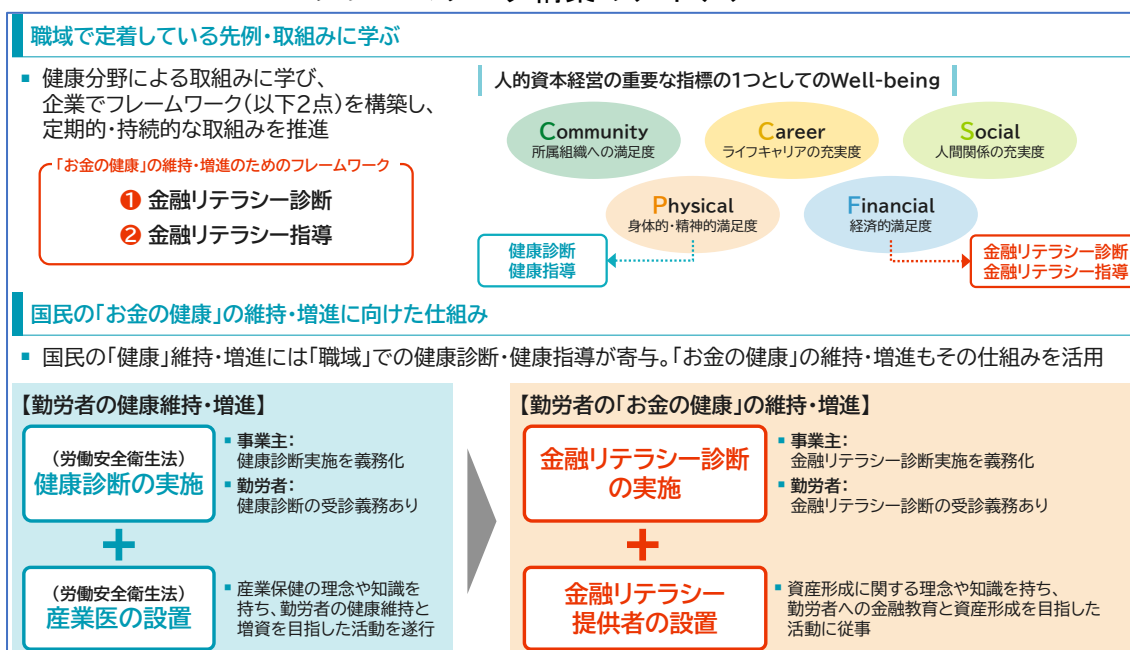 職域で定着している先例・取組みに学ぶ
▪ 健康分野による取組みに学び、
企業でフレームワーク（以下２点）を構築し、
定期的・持続的な取組みを推進
「お金の健康」の維持・増進のためのフレームワーク
❶ 金融リテラシー診断
❷ 金融リテラシー指導
人的資本経営の重要な指標の1つとしてのWell-being
Community
所属組織への満足度
Career
ライフキャリアの充実度
Social
人間関係の充実度
Physical
身体的・精神的満足度
Financial
経済的満足度
健康診断
健康指導
金融リテラシー診断
金融リテラシー指導
国民の「お金の健康」の維持・増進に向けた仕組み
▪ 国民の「健康」維持・増進には「職域」での健康診断・健康指導が寄与。「お金の健康」の維持・増進もその仕組みを活用
【勤労者の健康維持・増進】
（労働安全衛生法）
健康診断の実施
▪ 事業主：
健康診断実施を義務化
▪ 勤労者：
健康診断の受診義務あり
+
（労働安全衛生法）
産業医の設置
▪ 産業保健の理念や知識を
持ち、勤労者の健康維持と
増資を目指した活動を遂行
【勤労者の「お金の健康」の維持・増進】
金融リテラシー診断
の実施
▪ 事業主：
金融リテラシー診断実施を義務化
▪ 勤労者：
金融リテラシー診断の受診義務あり
+
金融リテラシー
提供者の設置
▪ 資産形成に関する理念や知識を持ち、
勤労者への金融教育と資産形成を目指した
活動に従事